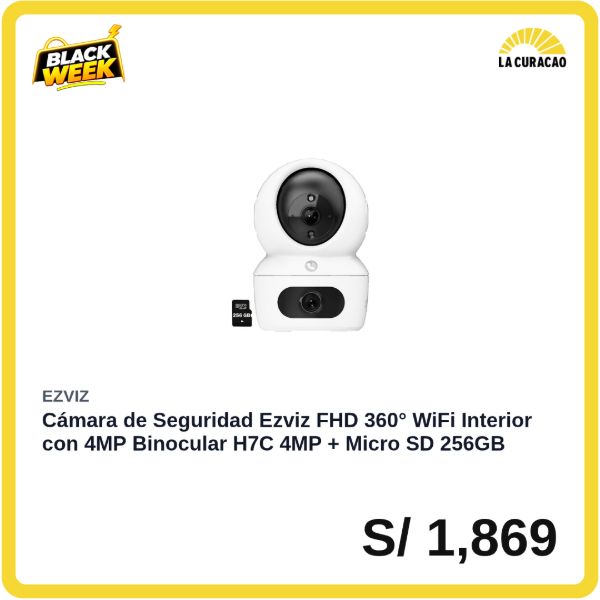 BLACK
WEEK
LA CURACAO
256 GB
EZVIZ
Cámara de Seguridad Ezviz FHD 360° WiFi Interior
con 4MP Binocular H7C 4MP + Micro SD 256GB
S/ 1,869